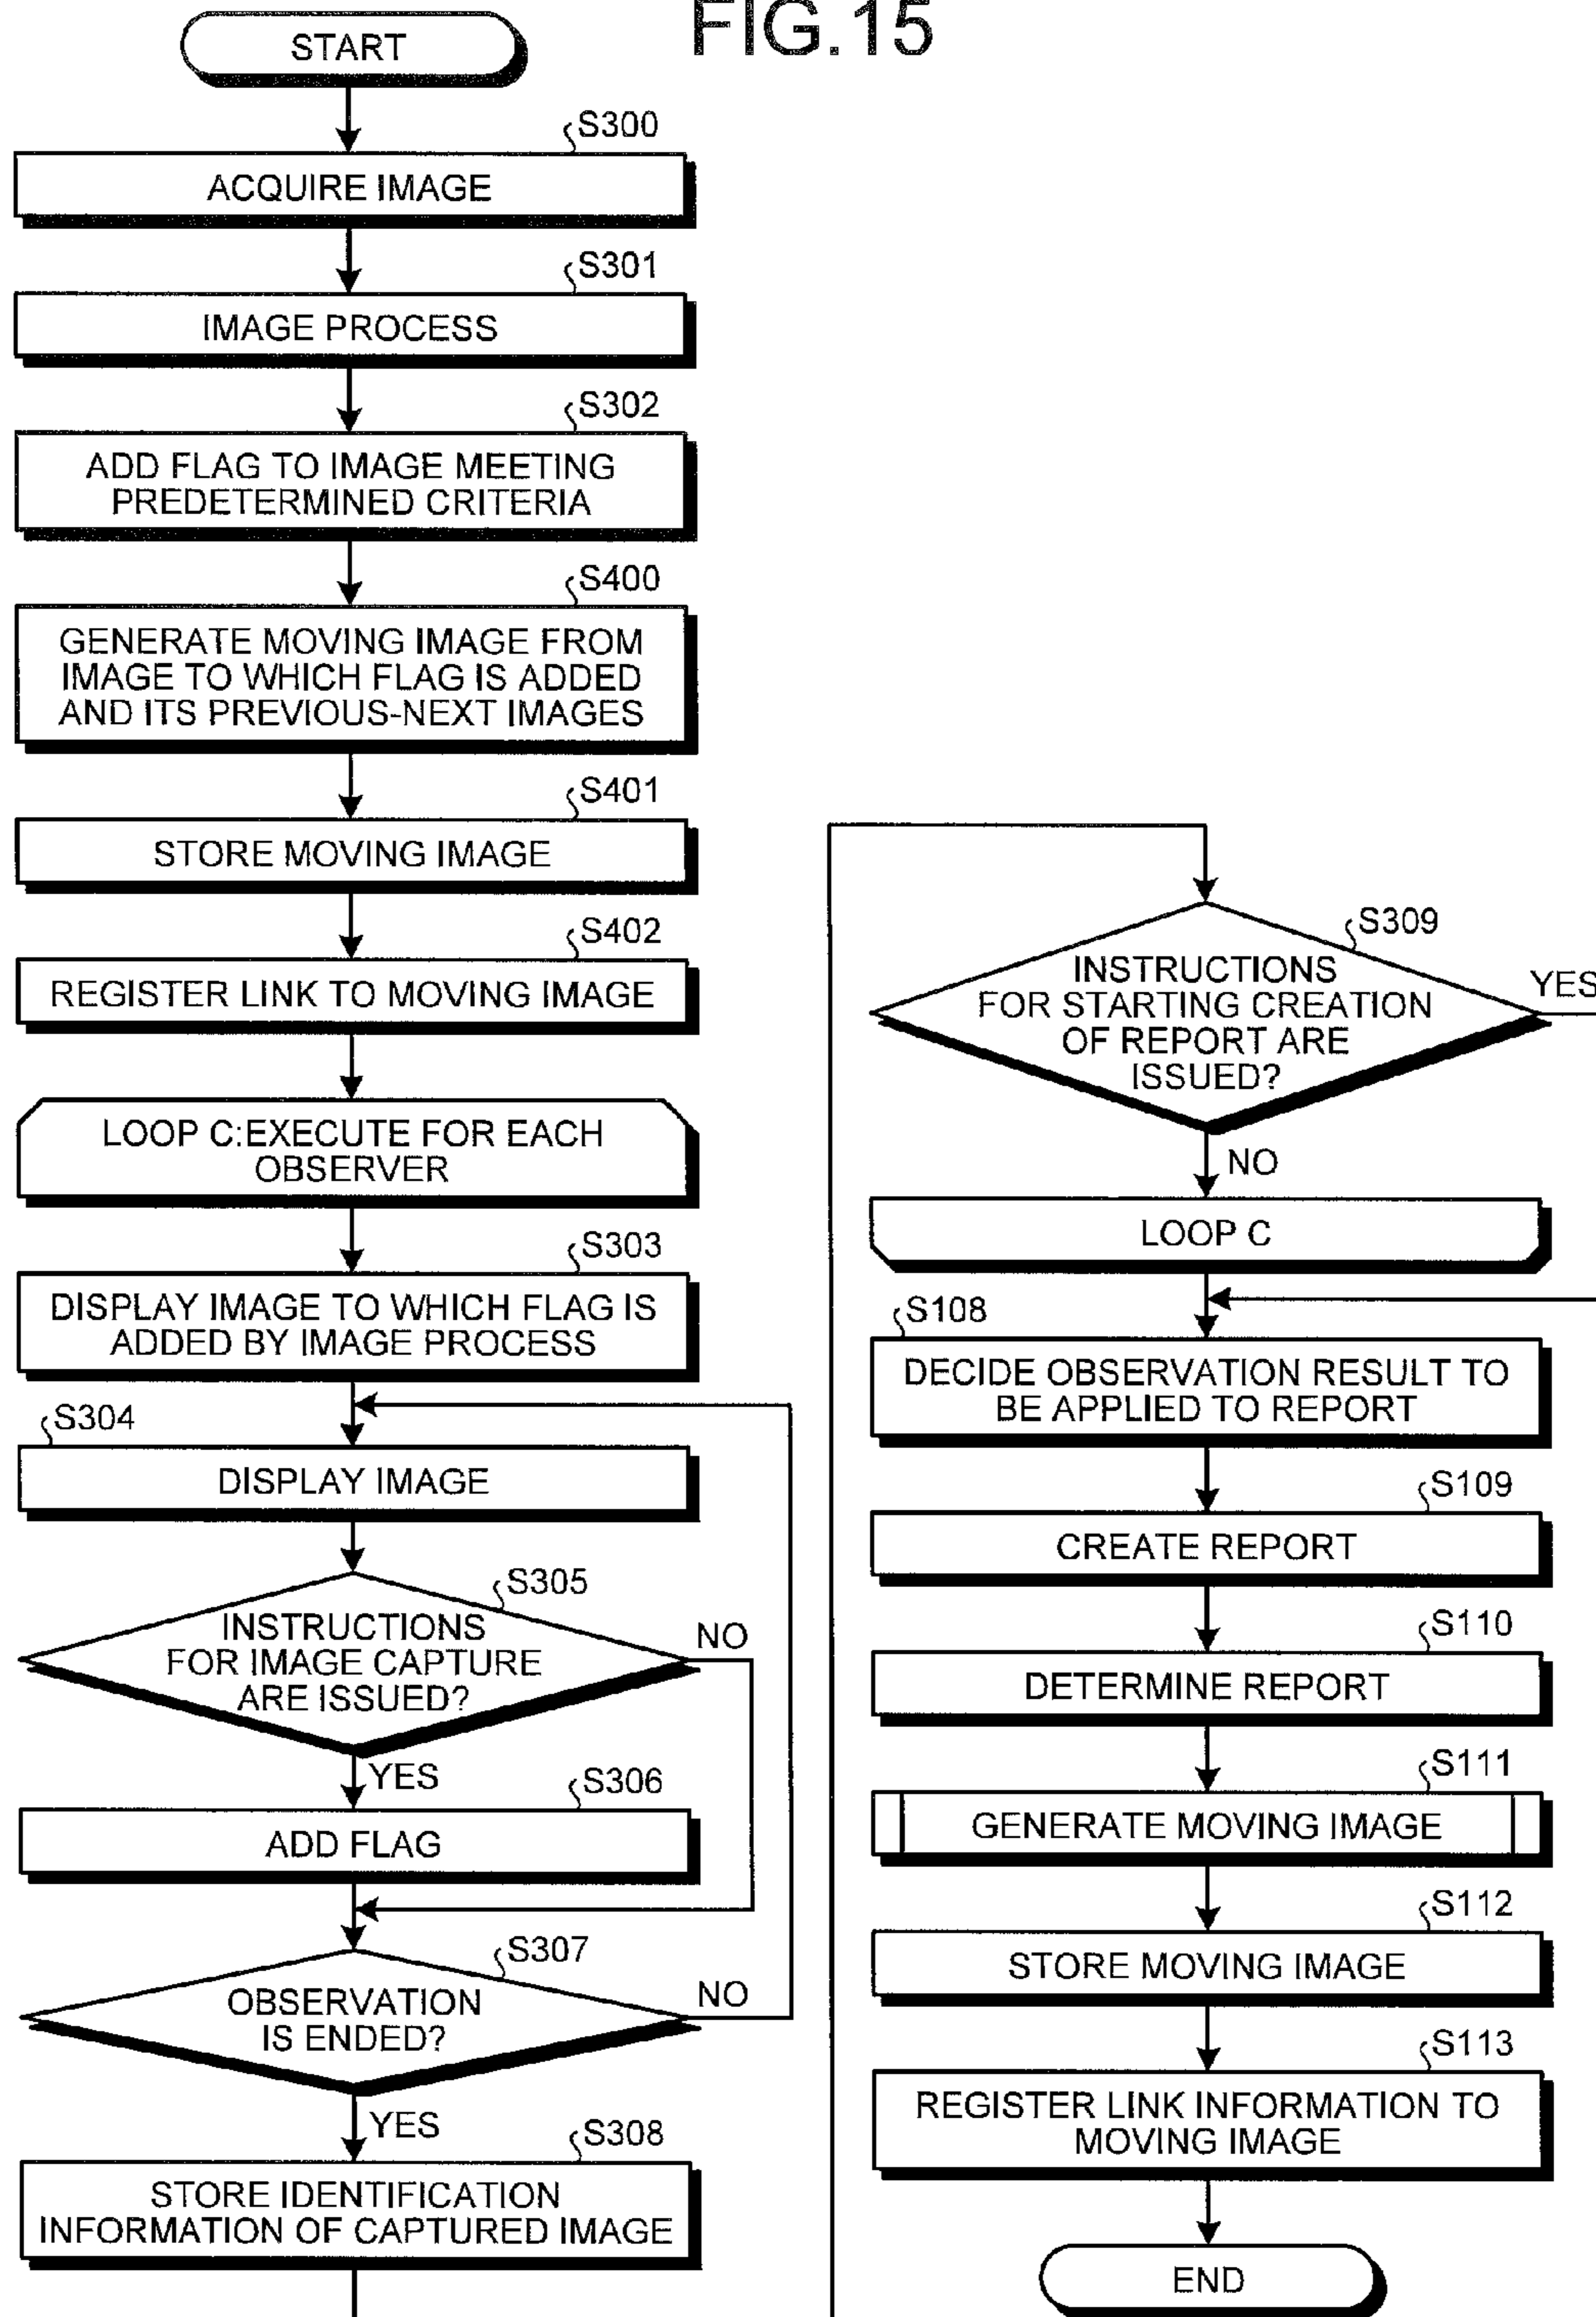 FIG.15
START
S300
ACQUIRE IMAGE
S301
IMAGE PROCESS
S302
ADD FLAG TO IMAGE MEETING
PREDETERMINED CRITERIA
S400
GENERATE MOVING IMAGE FROM
IMAGE TO WHICH FLAG IS ADDED
AND ITS PREVIOUS-NEXT IMAGES
S401
STORE MOVING IMAGE
S402
REGISTER LINK TO MOVING IMAGE
LOOP C:EXECUTE FOR EACH
OBSERVER
S303
DISPLAY IMAGE TO WHICH FLAG IS
ADDED BY IMAGE PROCESS
S304
DISPLAY IMAGE
S305
INSTRUCTIONS
FOR IMAGE CAPTURE
ARE ISSUED?
NO
YES
S306
ADD FLAG
S307
OBSERVATION
IS ENDED?
NO
YES
S308
STORE IDENTIFICATION
INFORMATION OF CAPTURED IMAGE
S309
INSTRUCTIONS
FOR STARTING CREATION
OF REPORT ARE
ISSUED?
YES
NO
LOOP C
S108
DECIDE OBSERVATION RESULT TO
BE APPLIED TO REPORT
S109
CREATE REPORT
S110
DETERMINE REPORT
S111
GENERATE MOVING IMAGE
S112
STORE MOVING IMAGE
S113
REGISTER LINK INFORMATION TO
MOVING IMAGE
END